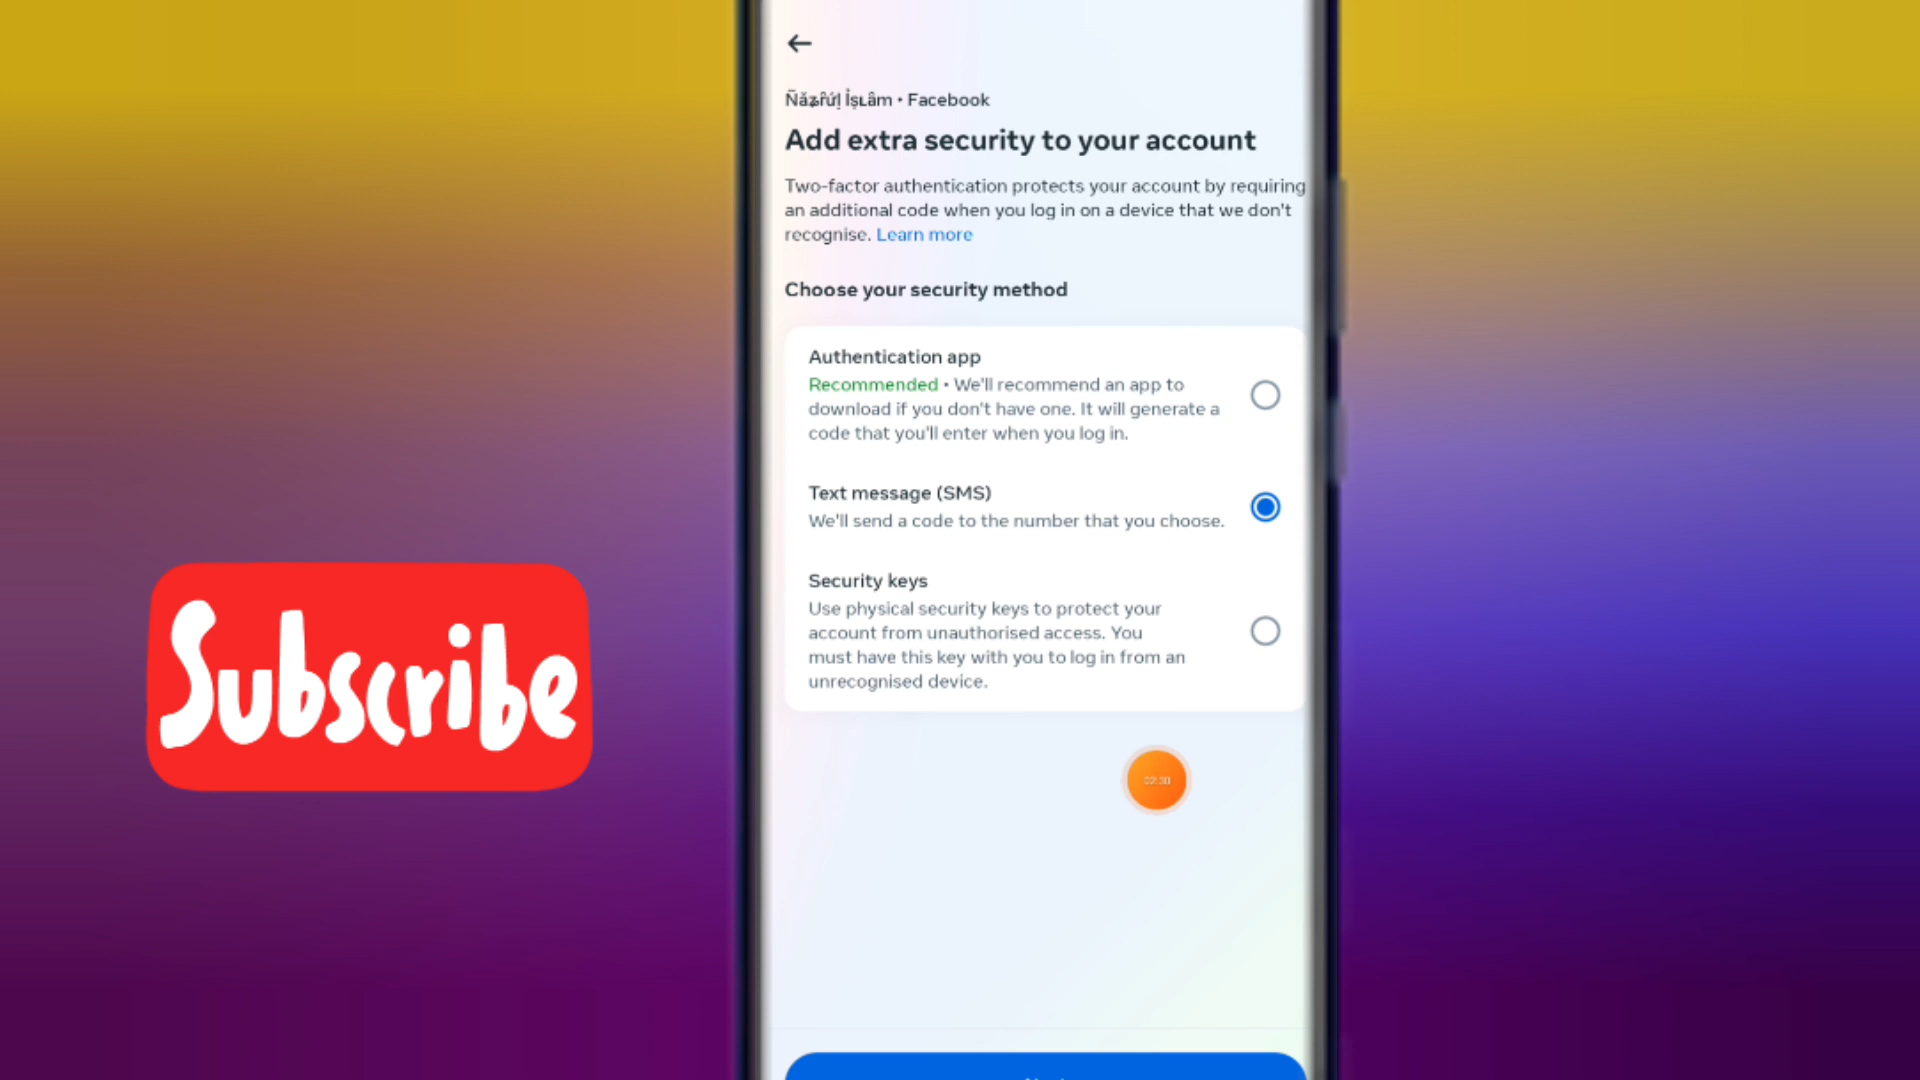 Ñăʑȓúḷ İṣʟâm • Facebook
Add extra security to your account
Two-factor authentication protects your account by requiring
an additional code when you log in on a device that we don't
recognise. Learn more
Choose your security method
Authentication app
Recommended • We'll recommend an app to
download if you don't have one. It will generate a
code that you'll enter when you log in.
Text message (SMS)
We'll send a code to the number that you choose.
Security keys
Use physical security keys to protect your
account from unauthorised access. You
must have this key with you to log in from an
unrecognised device.
02:30
Subscribe